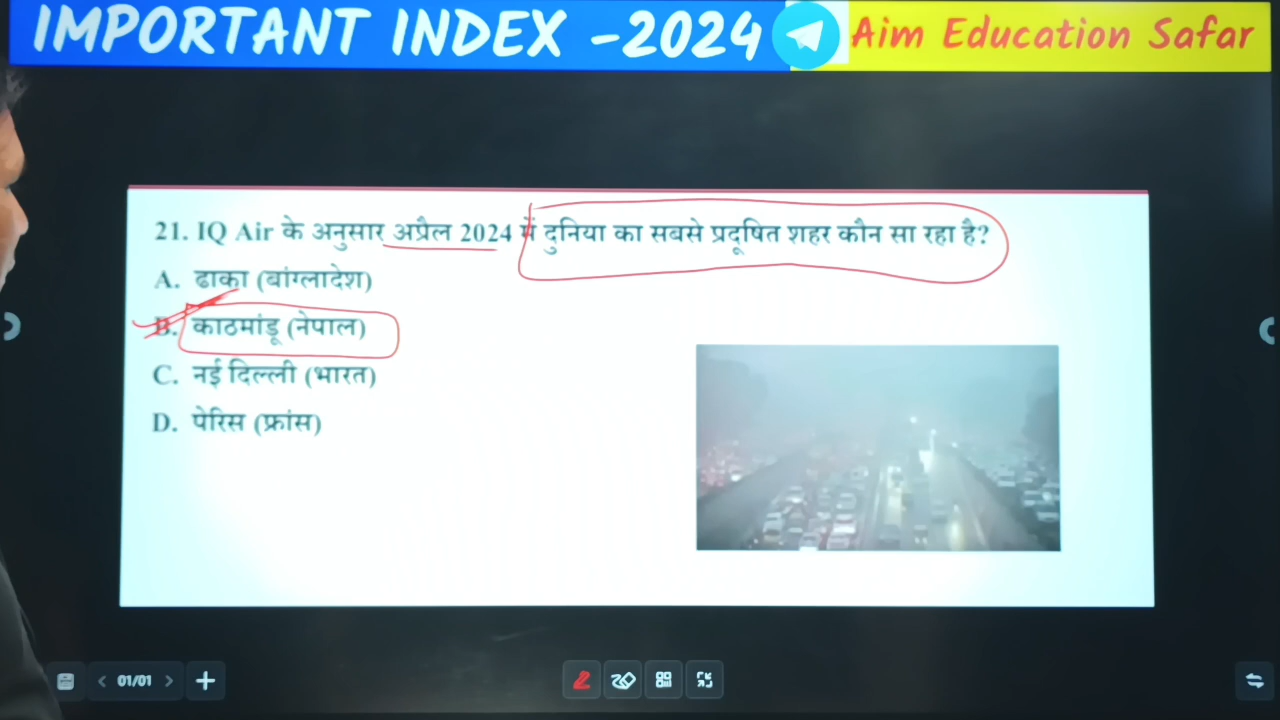 IMPORTANT INDEX -2024
Aim Education Safar
21. IQ Air के अनुसार अप्रैल 2024 में दुनिया का सबसे प्रदूषित शहर कौन सा रहा है?
A. ढाका (बांग्लादेश)
B. काठमांडू (नेपाल)
C. नई दिल्ली (भारत)
D. पेरिस (फ्रांस)
01/01